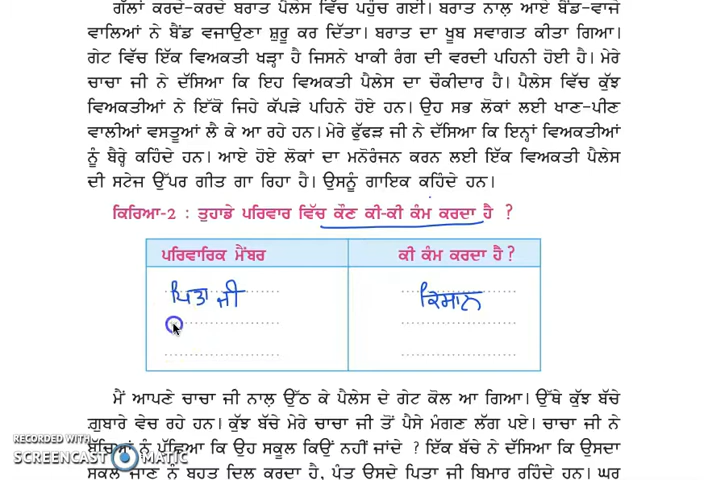 ਗੱਲਾਂ ਕਰਦੇ-ਕਰਦੇ ਬਰਾਤ ਪੈਲੇਸ ਵਿੱਚ ਪਹੁੰਚ ਗਈ। ਬਰਾਤ ਨਾਲ਼ ਆਏ ਬੈਂਡ-ਵਾਜੇ
ਵਾਲਿਆਂ ਨੇ ਬੈਂਡ ਵਜਾਉਣਾ ਸ਼ੁਰੂ ਕਰ ਦਿੱਤਾ। ਬਰਾਤ ਦਾ ਖ਼ੂਬ ਸਵਾਗਤ ਕੀਤਾ ਗਿਆ।
ਗੇਟ ਵਿੱਚ ਇੱਕ ਵਿਅਕਤੀ ਖੜ੍ਹਾ ਹੈ ਜਿਸਨੇ ਖਾਕੀ ਰੰਗ ਦੀ ਵਰਦੀ ਪਹਿਨੀ ਹੋਈ ਹੈ। ਮੇਰੇ
ਚਾਚਾ ਜੀ ਨੇ ਦੱਸਿਆ ਕਿ ਇਹ ਵਿਅਕਤੀ ਪੈਲੇਸ ਦਾ ਚੌਕੀਦਾਰ ਹੈ। ਪੈਲੇਸ ਵਿੱਚ ਕੁੱਝ
ਵਿਅਕਤੀਆਂ ਨੇ ਇੱਕੋ ਜਿਹੇ ਕੱਪੜੇ ਪਹਿਨੇ ਹੋਏ ਹਨ। ਉਹ ਸਭ ਲੋਕਾਂ ਲਈ ਖਾਣ-ਪੀਣ
ਵਾਲੀਆਂ ਵਸਤੂਆਂ ਲੈ ਕੇ ਆ ਰਹੇ ਹਨ। ਮੇਰੇ ਫੁੱਫੜ ਜੀ ਨੇ ਦੱਸਿਆ ਕਿ ਇਨ੍ਹਾਂ ਵਿਅਕਤੀਆਂ
ਨੂੰ ਬੈਰ੍ਹੇ ਕਹਿੰਦੇ ਹਨ। ਆਏ ਹੋਏ ਲੋਕਾਂ ਦਾ ਮਨੋਰੰਜਨ ਕਰਨ ਲਈ ਇੱਕ ਵਿਅਕਤੀ ਪੈਲੇਸ
ਦੀ ਸਟੇਜ ਉੱਪਰ ਗੀਤ ਗਾ ਰਿਹਾ ਹੈ। ਉਸਨੂੰ ਗਾਇਕ ਕਹਿੰਦੇ ਹਨ।
ਕਿਰਿਆ-2 : ਤੁਹਾਡੇ ਪਰਿਵਾਰ ਵਿੱਚ ਕੌਣ ਕੀ-ਕੀ ਕੰਮ ਕਰਦਾ ਹੈ ?
ਪਰਿਵਾਰਿਕ ਮੈਂਬਰ ਕੀ ਕੰਮ ਕਰਦਾ ਹੈ ?
ਪਿਤਾ ਜੀ ਕਿਸਾਨ
ਮੈਂ ਆਪਣੇ ਚਾਚਾ ਜੀ ਨਾਲ਼ ਉੱਠ ਕੇ ਪੈਲੇਸ ਦੇ ਗੇਟ ਕੋਲ ਆ ਗਿਆ। ਉੱਥੇ ਕੁੱਝ ਬੱਚੇ
ਗ਼ੁਬਾਰੇ ਵੇਚ ਰਹੇ ਹਨ। ਕੁੱਝ ਬੱਚੇ ਮੇਰੇ ਚਾਚਾ ਜੀ ਤੋਂ ਪੈਸੇ ਮੰਗਣ ਲੱਗ ਪਏ। ਚਾਚਾ ਜੀ ਨੇ
ਬੱਚਿਆਂ ਨੂੰ ਪੁੱਛਿਆ ਕਿ ਉਹ ਸਕੂਲ ਕਿਉਂ ਨਹੀਂ ਜਾਂਦੇ ? ਇੱਕ ਬੱਚੇ ਨੇ ਦੱਸਿਆ ਕਿ ਉਸਦਾ
ਸਕੂਲ ਜਾਣ ਨੂੰ ਬਹੁਤ ਦਿਲ ਕਰਦਾ ਹੈ, ਪ੍ਰੰਤੂ ਉਸਦੇ ਪਿਤਾ ਜੀ ਬਿਮਾਰ ਰਹਿੰਦੇ ਹਨ। ਘਰ
RECORDED WITH
SCREENCAST MATIC